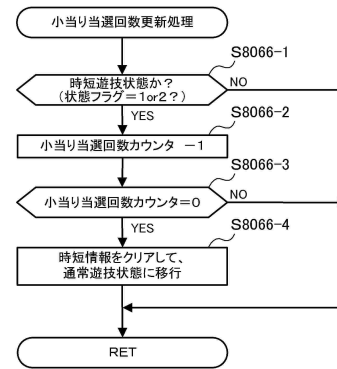 小当り当選回数更新処理
S8066-1
時短遊技状態か?
(状態フラグ=1or2?)
NO
YES
S8066-2
小当り当選回数カウンタ －1
S8066-3
小当り当選回数カウンタ=0
NO
YES
S8066-4
時短情報をクリアして、
通常遊技状態に移行
RET